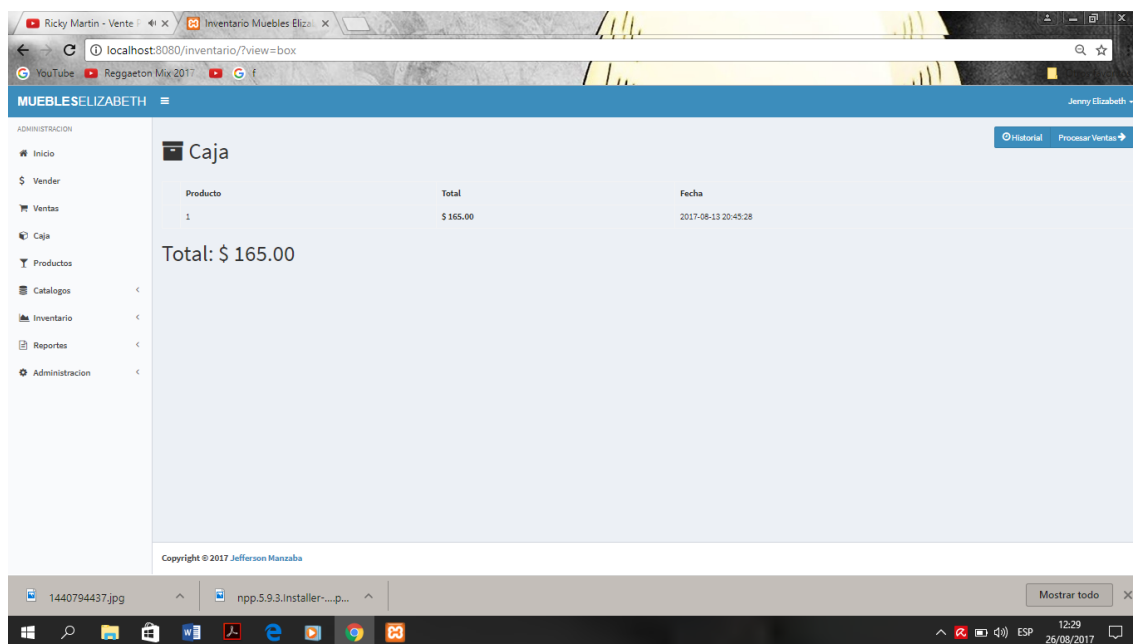 Ricky Martin - Vente
Inventario Muebles Eliza
localhost:8080/inventario/?view=box
YouTube Reggaeton Mix 2017 f
MUEBLESELIZABETH
Jenny Elizabeth
ADMINISTRACION
Inicio
$ Vender
Ventas
Caja
Productos
Catalogos
Inventario
Reportes
Administracion
Caja
Historial Procesar Ventas
Producto Total Fecha
1 $ 165.00 2017-08-13 20:45:28
Total: $ 165.00
Copyright © 2017 Jefferson Manzaba
1440794437.jpg npp.5.9.3.Installer-....p... Mostrar todo
ESP 12:29
26/08/2017